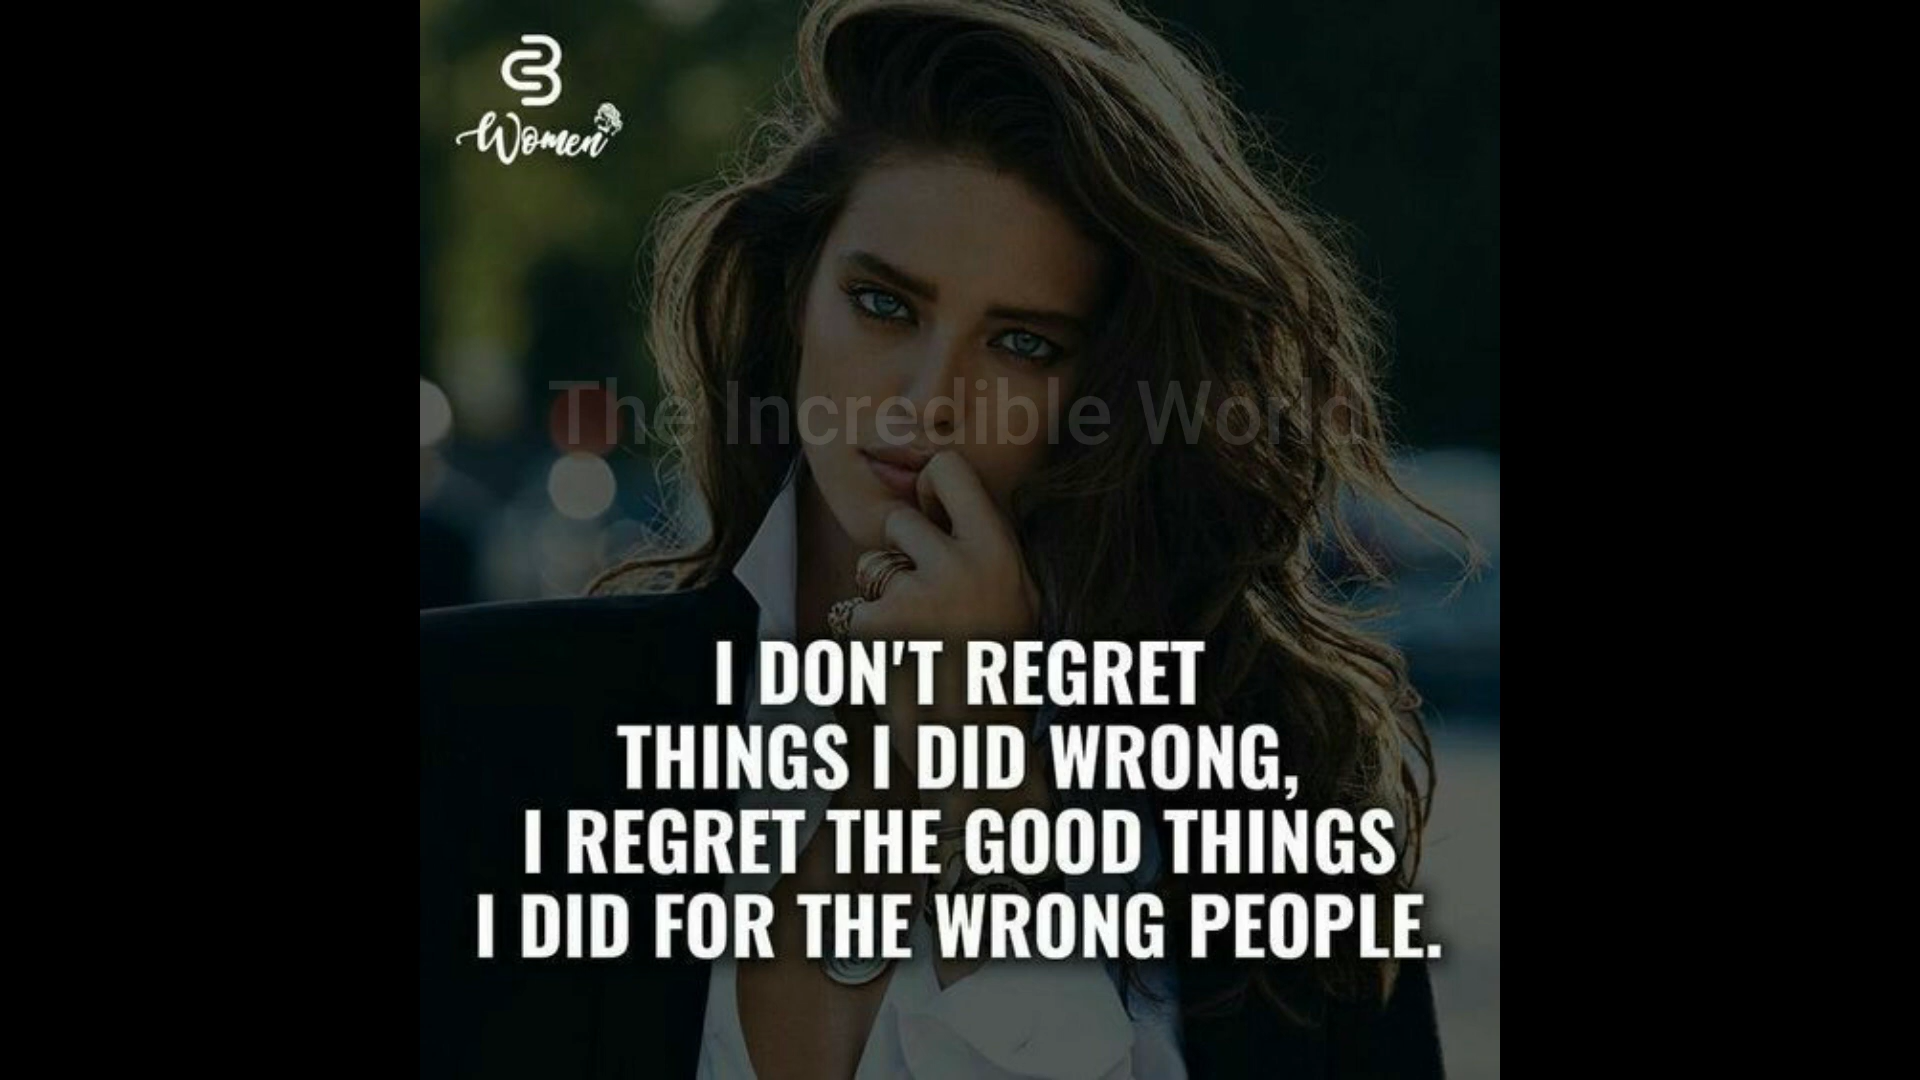 Women
The Incredible World
I DON'T REGRET
THINGS I DID WRONG,
I REGRET THE GOOD THINGS
I DID FOR THE WRONG PEOPLE.